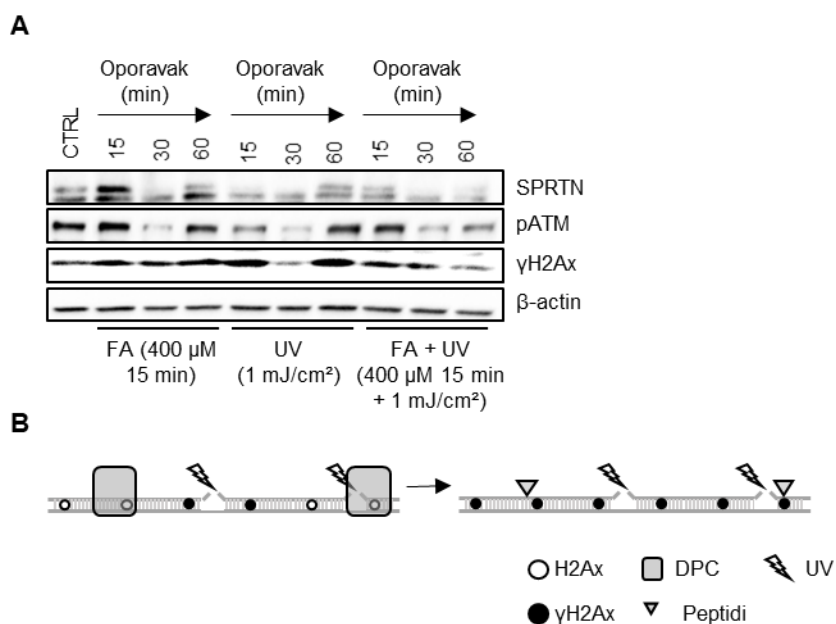 A
Oporavak
(min)
Oporavak
(min)
Oporavak
(min)
CTRL
15
30
60
15
30
60
15
30
60
SPRTN
pATM
γH2Ax
β-actin
FA (400 µM
15 min)
UV
(1 mJ/cm²)
FA + UV
(400 µM 15 min
+ 1 mJ/cm²)
B
H2Ax
DPC
UV
γH2Ax
Peptidi